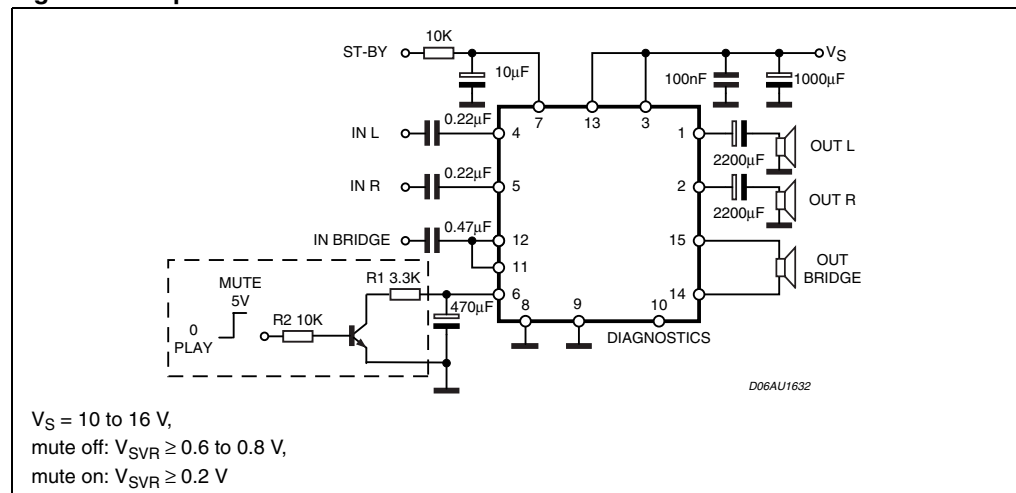 10K
ST-BY
VS
10µF
100nF
1000µF
7
13
3
0.22µF
IN L
4
1
OUT L
2200µF
0.22µF
IN R
5
2
OUT R
2200µF
0.47µF
IN BRIDGE
12
15
OUT
BRIDGE
11
R1 3.3K
MUTE
5V
6
14
470µF
8
9
10
R2 10K
0
PLAY
DIAGNOSTICS
D06AU1632
VS = 10 to 16 V,
mute off: VSVR ≥ 0.6 to 0.8 V,
mute on: VSVR ≥ 0.2 V